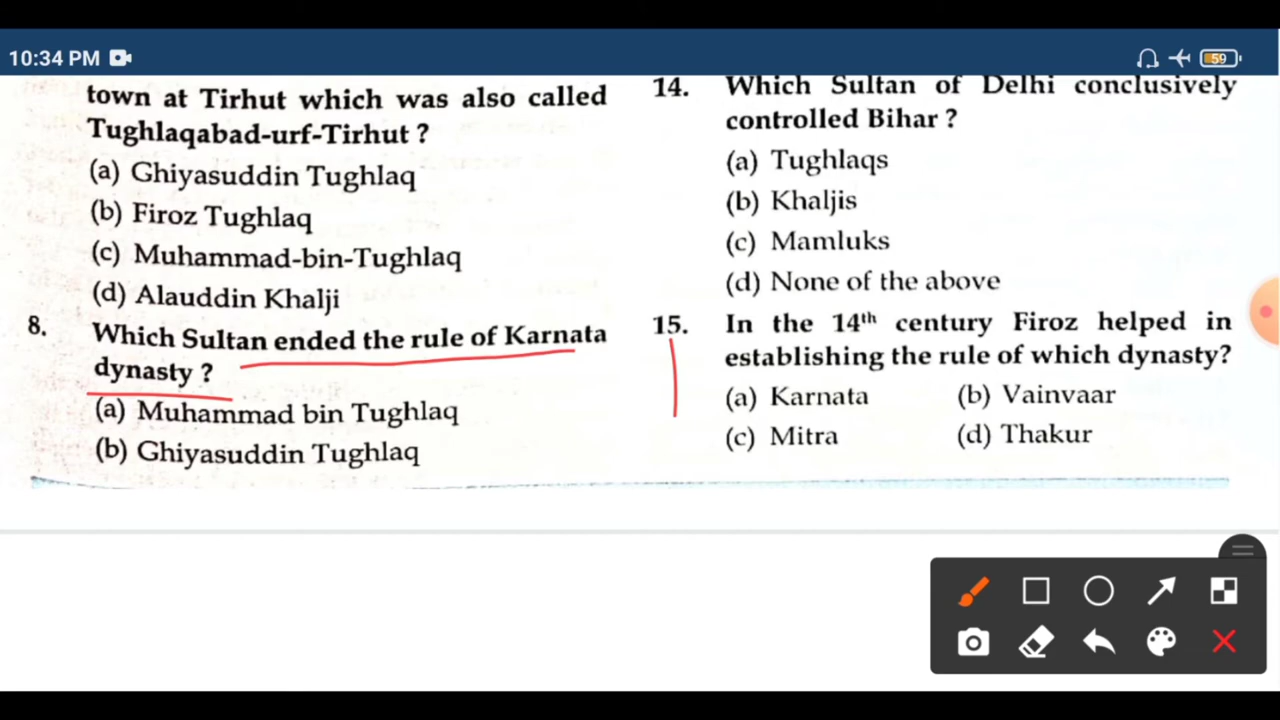 10:34 PM
59
town at Tirhut which was also called
Tughlaqabad-urf-Tirhut ?
(a) Ghiyasuddin Tughlaq
(b) Firoz Tughlaq
(c) Muhammad-bin-Tughlaq
(d) Alauddin Khalji
8. Which Sultan ended the rule of Karnata
dynasty ?
(a) Muhammad bin Tughlaq
(b) Ghiyasuddin Tughlaq
14. Which Sultan of Delhi conclusively
controlled Bihar ?
(a) Tughlaqs
(b) Khaljis
(c) Mamluks
(d) None of the above
15. In the 14th century Firoz helped in
establishing the rule of which dynasty?
(a) Karnata (b) Vainvaar
(c) Mitra (d) Thakur